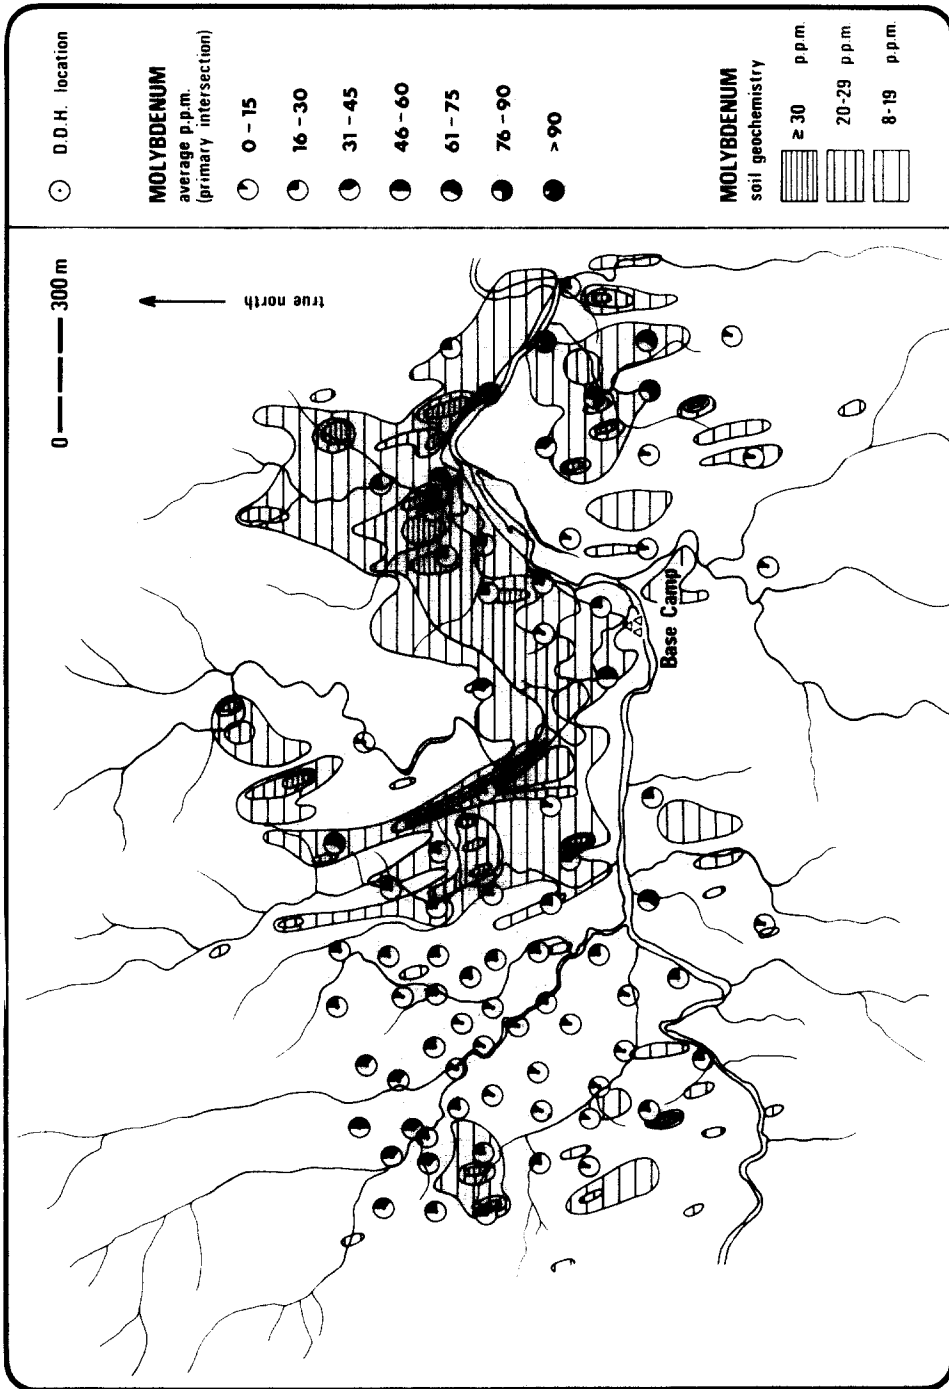 D.D.H. location
MOLYBDENUM
average p.p.m.
(primary intersection)
0 - 15
16 - 30
31 - 45
46 - 60
61 - 75
76 - 90
> 90
MOLYBDENUM
soil geochemistry
≥ 30 p.p.m.
20-29 p.p.m.
8-19 p.p.m.
0 300 m
true north
Base Camp